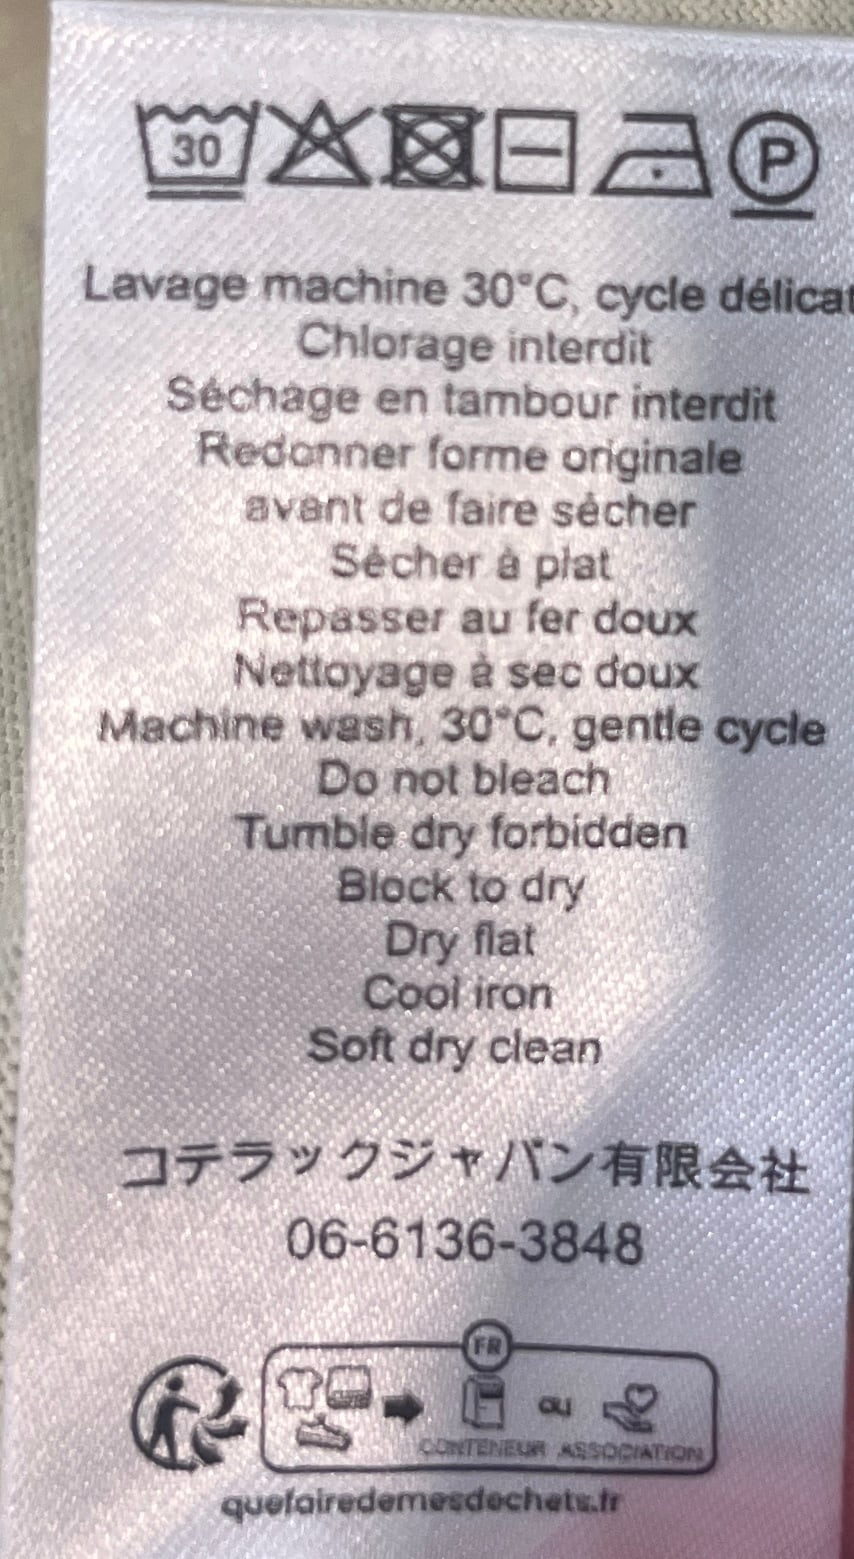 30
P
Lavage machine 30°C, cycle délicat
Chlorage interdit
Séchage en tambour interdit
Redonner forme originale
avant de faire sécher
Sécher à plat
Repasser au fer doux
Nettoyage à sec doux
Machine wash, 30°C, gentle cycle
Do not bleach
Tumble dry forbidden
Block to dry
Dry flat
Cool iron
Soft dry clean
コテラックジャパン有限会社
06-6136-3848
FR
ou
CONTENEUR ASSOCIATION
quefairedemesdechets.fr